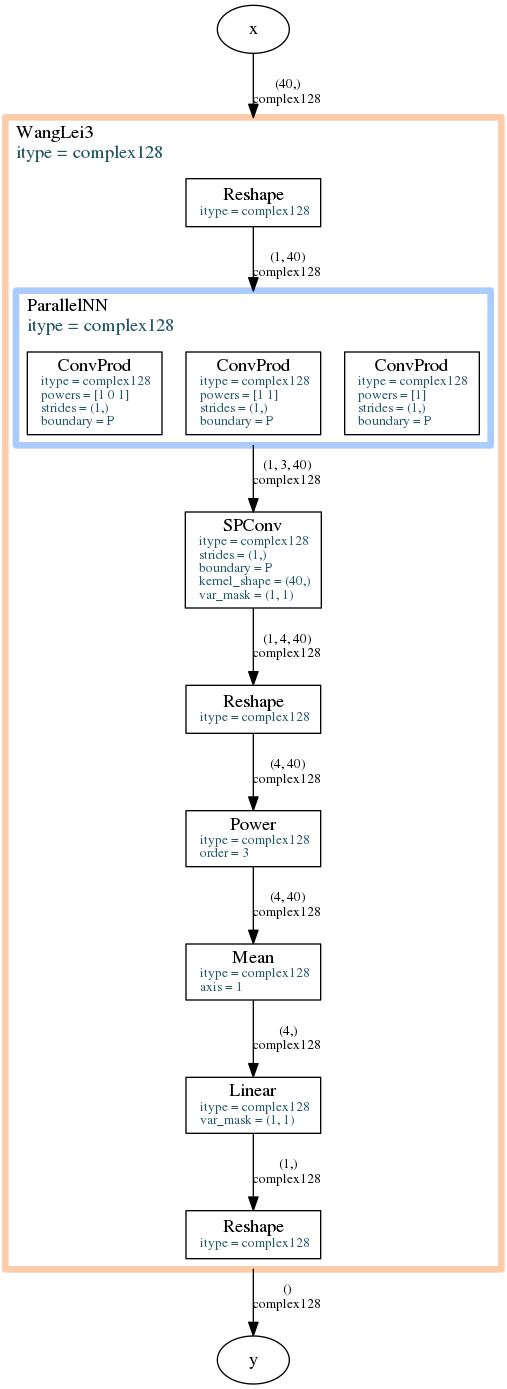 x
(40,)
complex128
WangLei3
itype = complex128
Reshape
itype = complex128
(1, 40)
complex128
ParallelNN
itype = complex128
ConvProd
itype = complex128
powers = [1 0 1]
strides = (1,)
boundary = P
ConvProd
itype = complex128
powers = [1 1]
strides = (1,)
boundary = P
ConvProd
itype = complex128
powers = [1]
strides = (1,)
boundary = P
(1, 3, 40)
complex128
SPConv
itype = complex128
strides = (1,)
boundary = P
kernel_shape = (40,)
var_mask = (1, 1)
(1, 4, 40)
complex128
Reshape
itype = complex128
(4, 40)
complex128
Power
itype = complex128
order = 3
(4, 40)
complex128
Mean
itype = complex128
axis = 1
(4,)
complex128
Linear
itype = complex128
var_mask = (1, 1)
(1,)
complex128
Reshape
itype = complex128
()
complex128
y